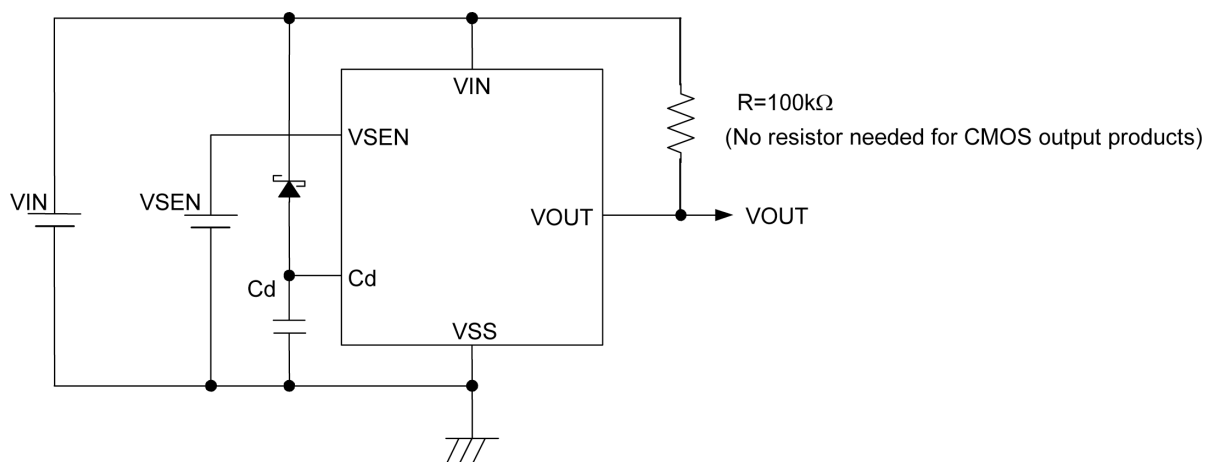 VIN
R=100kΩ
VSEN
(No resistor needed for CMOS output products)
VIN
VSEN
VOUT
VOUT
Cd
Cd
VSS